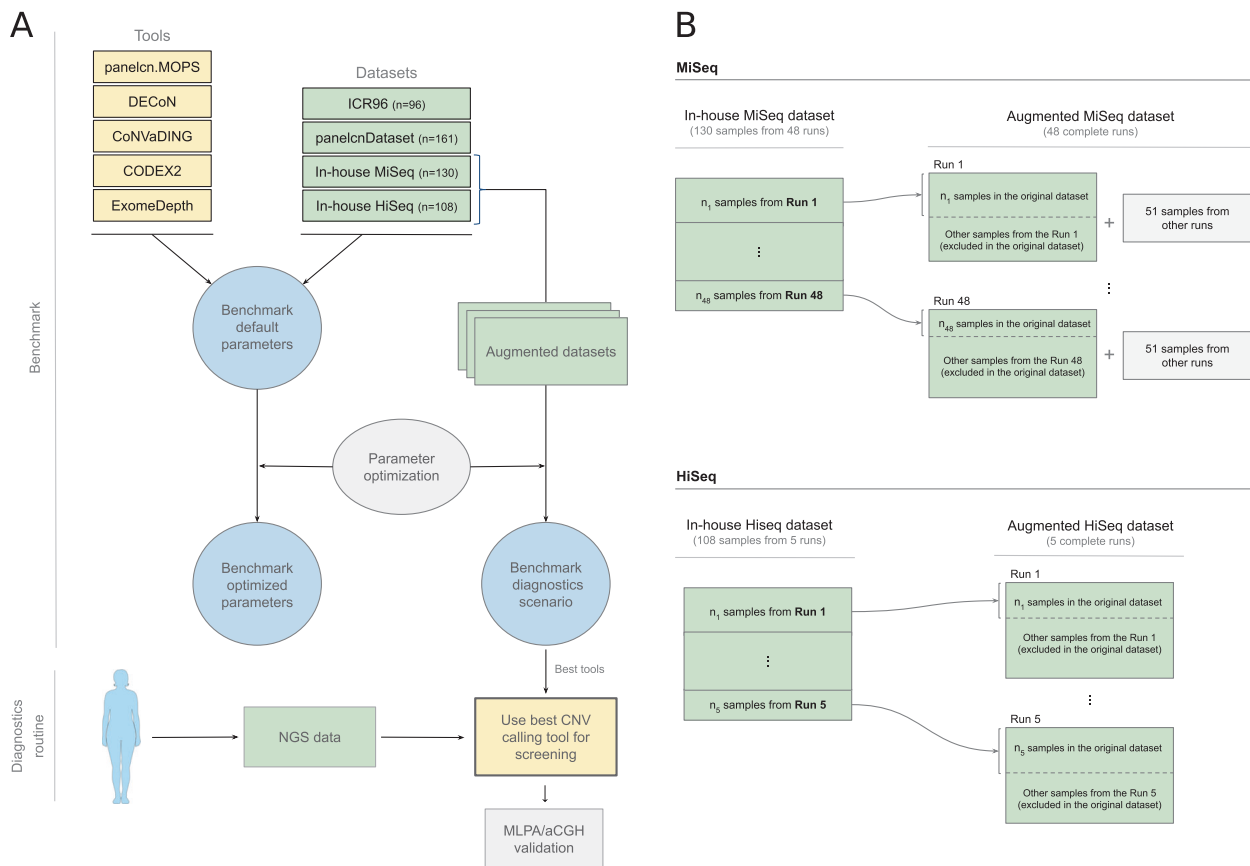 A
Tools
panelcn.MOPS
DECoN
CoNVaDING
CODEX2
ExomeDepth
Datasets
ICR96 (n=96)
panelcnDataset (n=161)
In-house MiSeq (n=130)
In-house HiSeq (n=108)
Benchmark
Benchmark
default
parameters
Augmented datasets
Parameter
optimization
Benchmark
optimized
parameters
Benchmark
diagnostics
scenario
Best tools
Diagnostics
routine
NGS data
Use best CNV
calling tool for
screening
MLPA/aCGH
validation
B
MiSeq
In-house MiSeq dataset
(130 samples from 48 runs)
Augmented MiSeq dataset
(48 complete runs)
n1 samples from Run 1
⋮
n48 samples from Run 48
Run 1
n1 samples in the original dataset
Other samples from the Run 1
(excluded in the original dataset)
+
51 samples from
other runs
⋮
Run 48
n48 samples in the original dataset
Other samples from the Run 48
(excluded in the original dataset)
+
51 samples from
other runs
HiSeq
In-house Hiseq dataset
(108 samples from 5 runs)
Augmented HiSeq dataset
(5 complete runs)
n1 samples from Run 1
⋮
n5 samples from Run 5
Run 1
n1 samples in the original dataset
Other samples from the Run 1
(excluded in the original dataset)
⋮
Run 5
n5 samples in the original dataset
Other samples from the Run 5
(excluded in the original dataset)